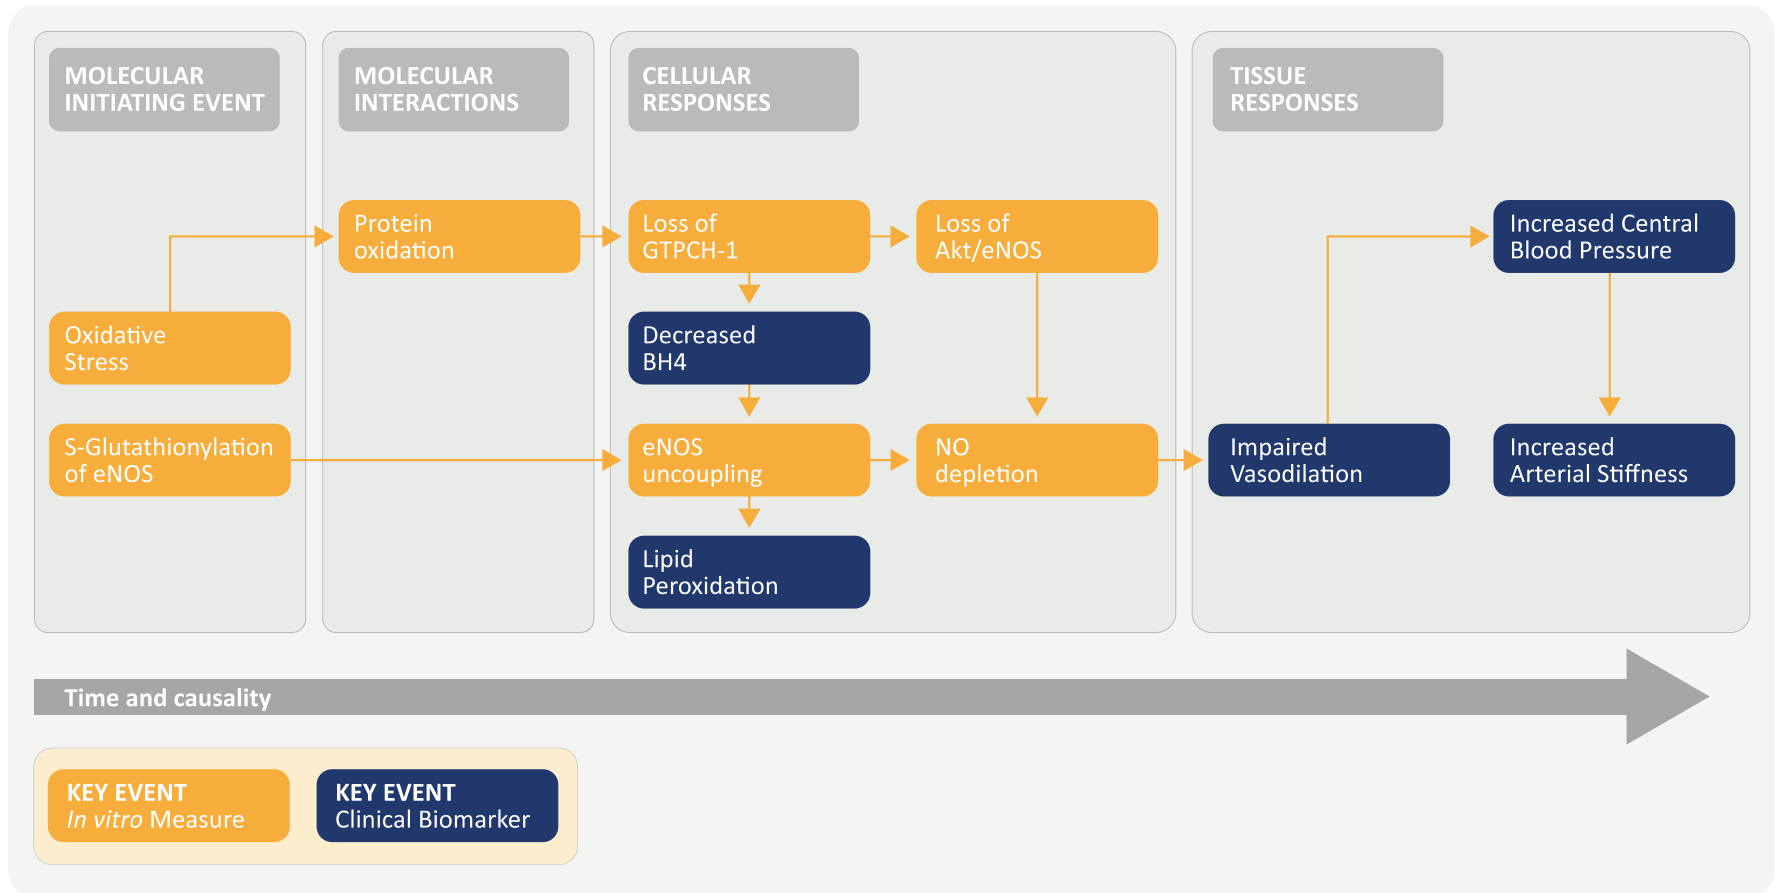 MOLECULAR
INITIATING EVENT
MOLECULAR
INTERACTIONS
CELLULAR
RESPONSES
TISSUE
RESPONSES
Protein
oxidation
Loss of
GTPCH-1
Loss of
Akt/eNOS
Increased Central
Blood Pressure
Oxidative
Stress
Decreased
BH4
S-Glutathionylation
of eNOS
eNOS
uncoupling
NO
depletion
Impaired
Vasodilation
Increased
Arterial Stiffness
Lipid
Peroxidation
Time and causality
KEY EVENT
In vitro Measure
KEY EVENT
Clinical Biomarker